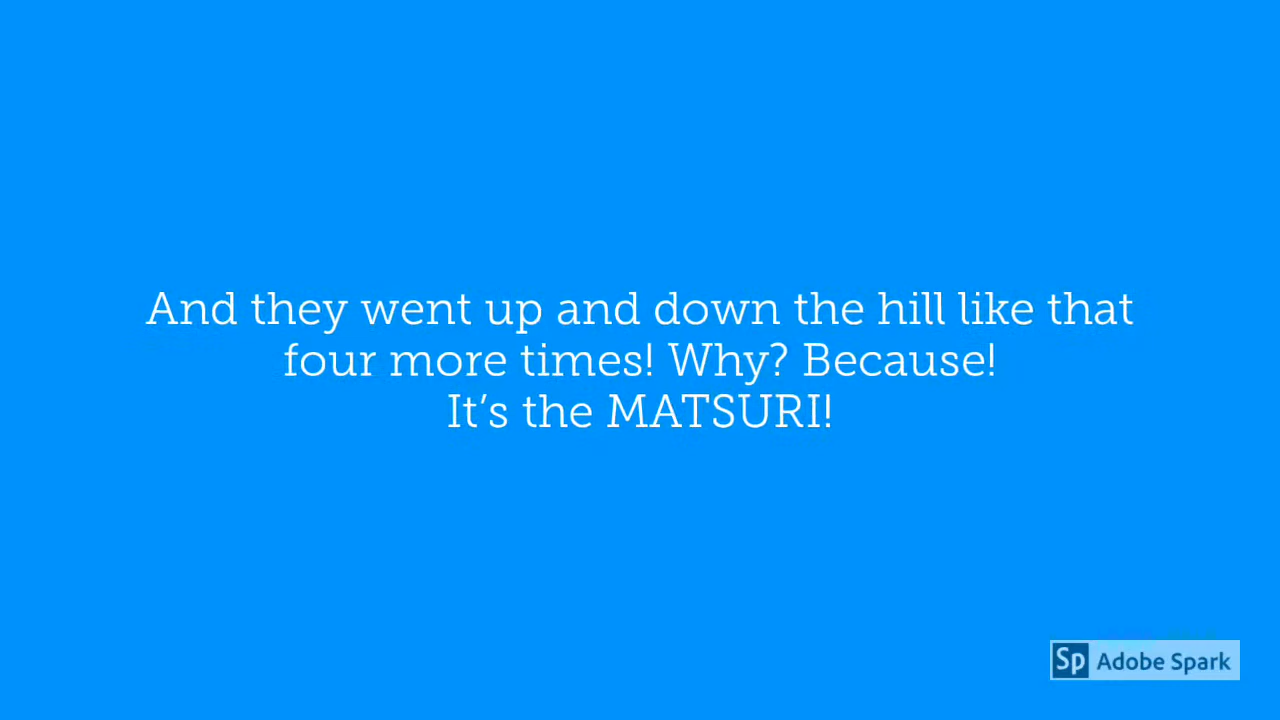 And they went up and down the hill like that
four more times! Why? Because!
It’s the MATSURI!
Sp Adobe Spark